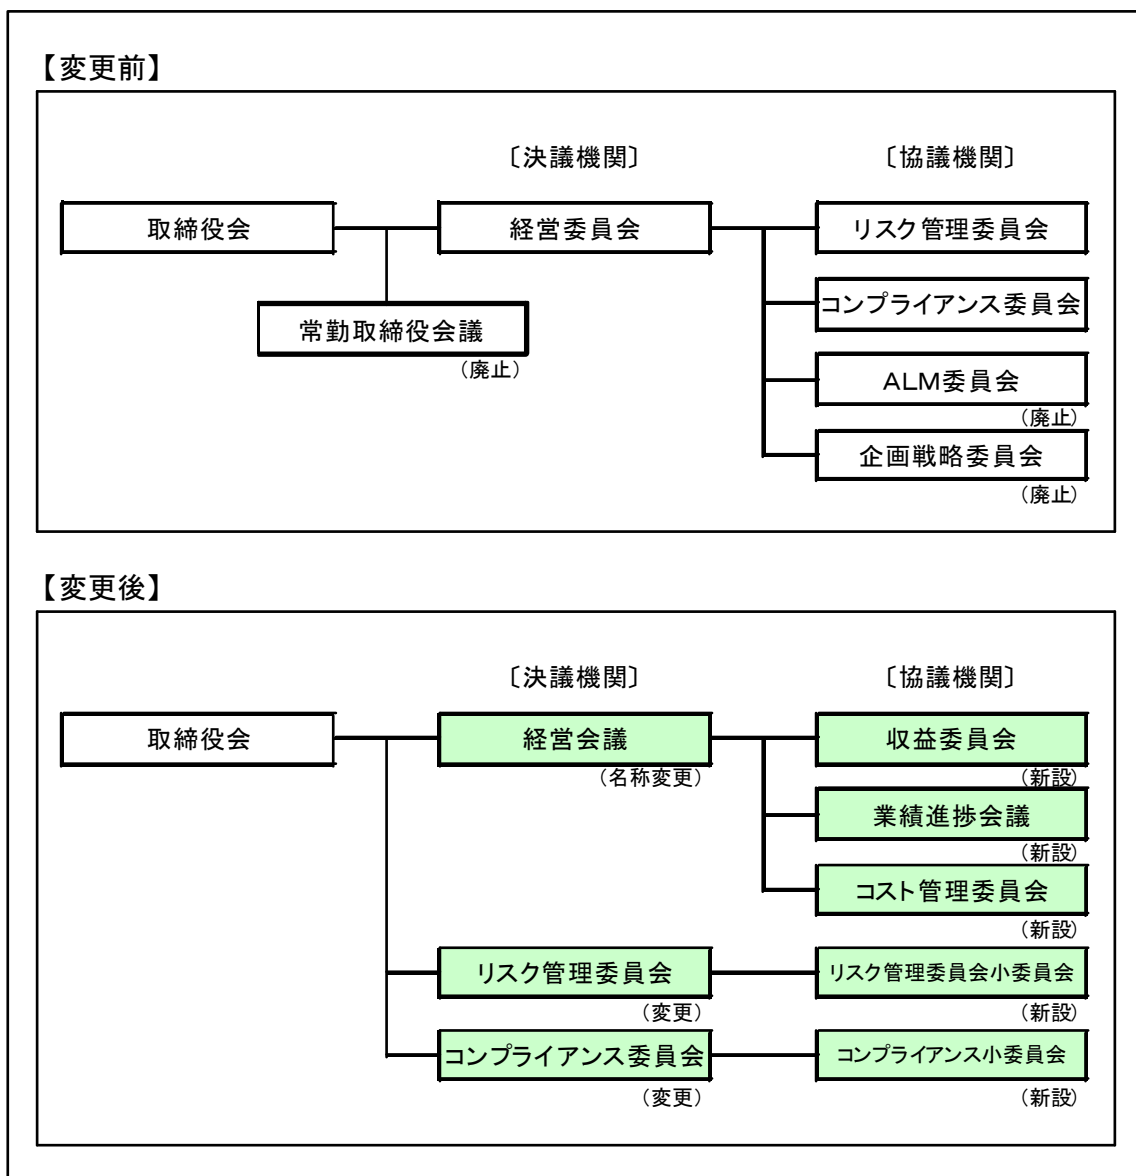 【変更前】
〔決議機関〕
〔協議機関〕
取締役会
経営委員会
リスク管理委員会
コンプライアンス委員会
常勤取締役会議
（廃止）
ALM委員会
（廃止）
企画戦略委員会
（廃止）
【変更後】
〔決議機関〕
〔協議機関〕
取締役会
経営会議
（名称変更）
収益委員会
（新設）
業績進捗会議
（新設）
コスト管理委員会
（新設）
リスク管理委員会
（変更）
リスク管理委員会小委員会
（新設）
コンプライアンス委員会
（変更）
コンプライアンス小委員会
（新設）